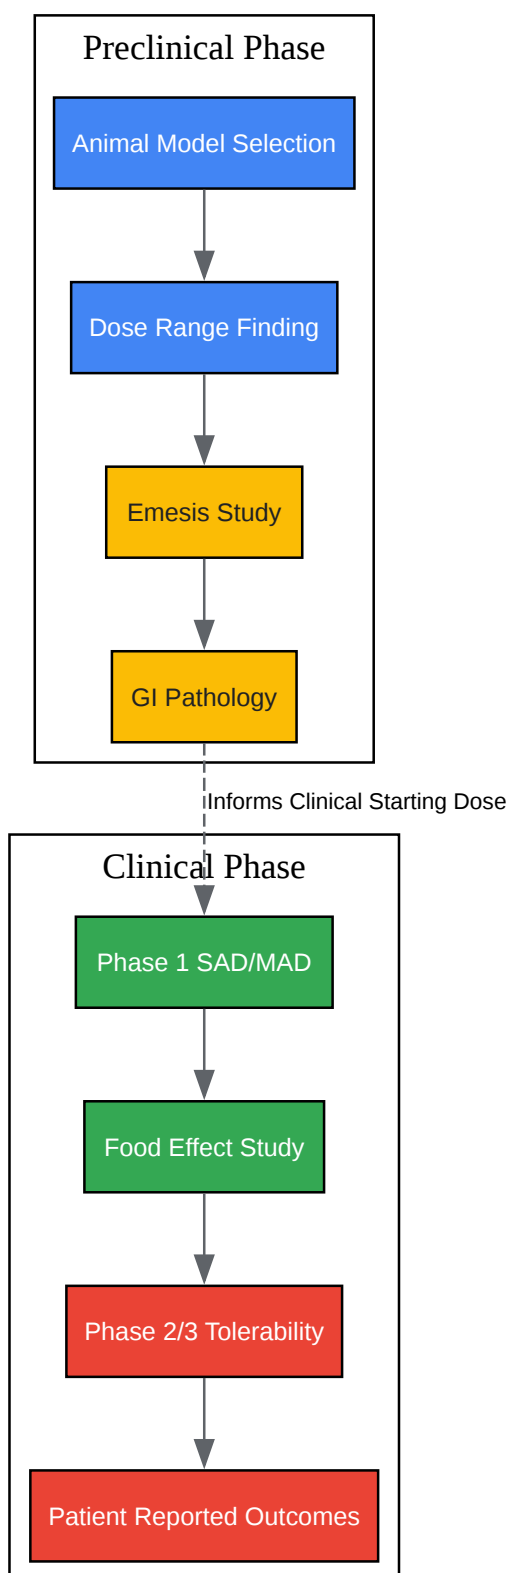 Preclinical Phase
Animal Model Selection
Dose Range Finding
Emesis Study
GI Pathology
Informs Clinical Starting Dose
Clinical Phase
Phase 1 SAD/MAD
Food Effect Study
Phase 2/3 Tolerability
Patient Reported Outcomes